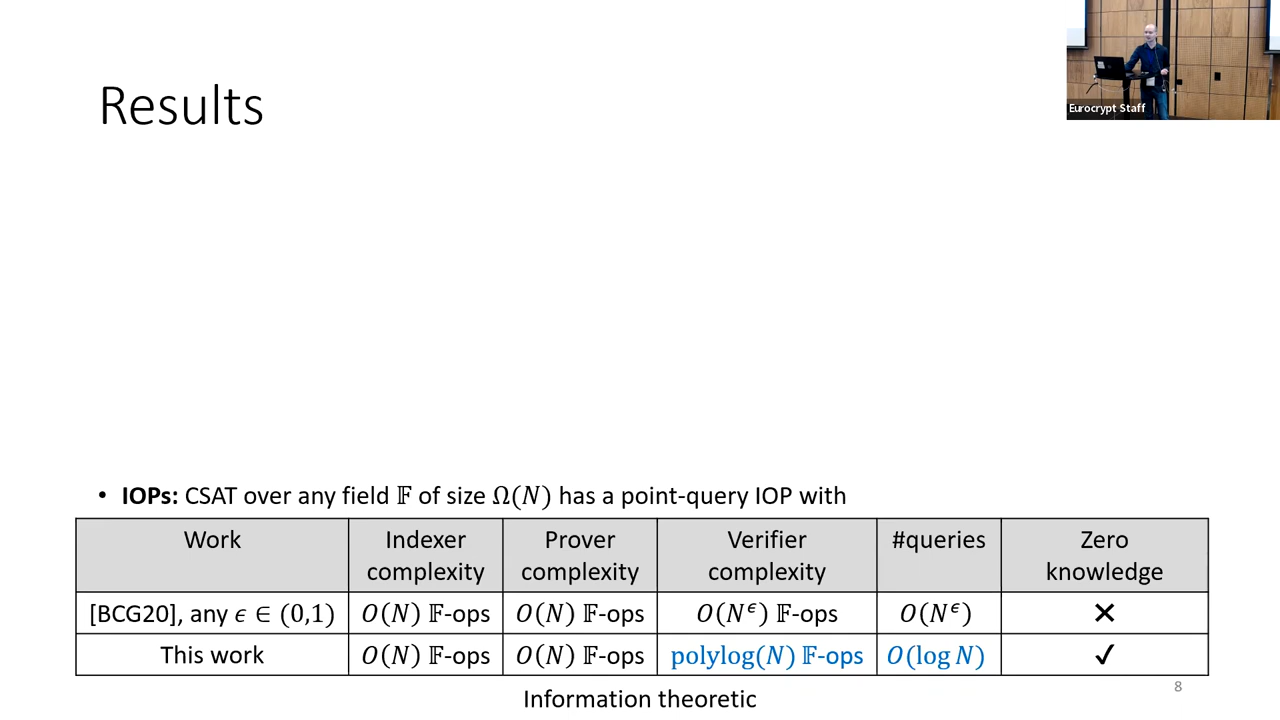 Eurocrypt Staff
Results
• IOPs: CSAT over any field 𝔽 of size Ω(N) has a point-query IOP with
Work Indexer complexity Prover complexity Verifier complexity #queries Zero knowledge
[BCG20], any ϵ ∈ (0,1) O(N) 𝔽-ops O(N) 𝔽-ops O(N^ϵ) 𝔽-ops O(N^ϵ) ✕
This work O(N) 𝔽-ops O(N) 𝔽-ops polylog(N) 𝔽-ops O(log N) ✓
Information theoretic
8